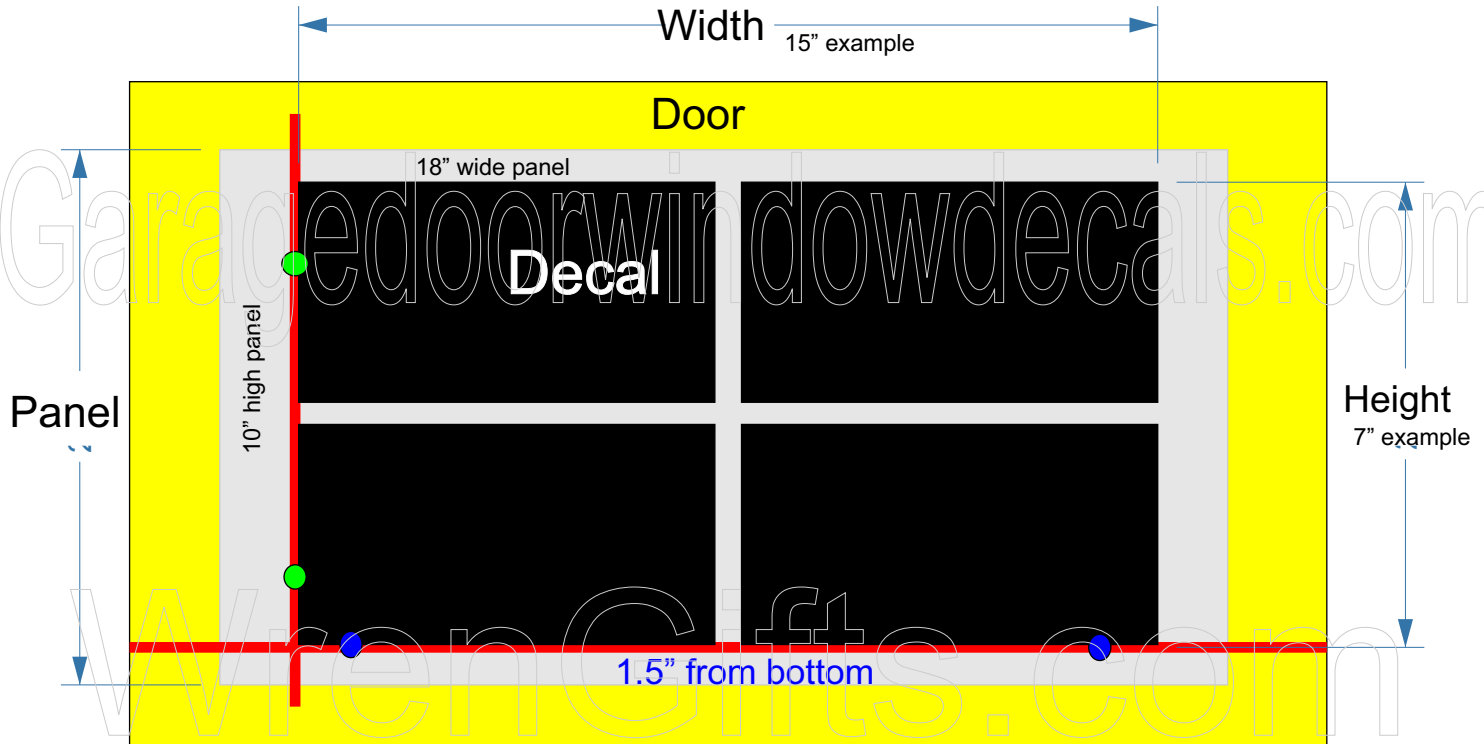 Width
15” example
Door
18” wide panel
Garagedoorwindowdecals.com
Decal
10” high panel
Panel
Height
7” example
WrenGifts.com
1.5” from bottom